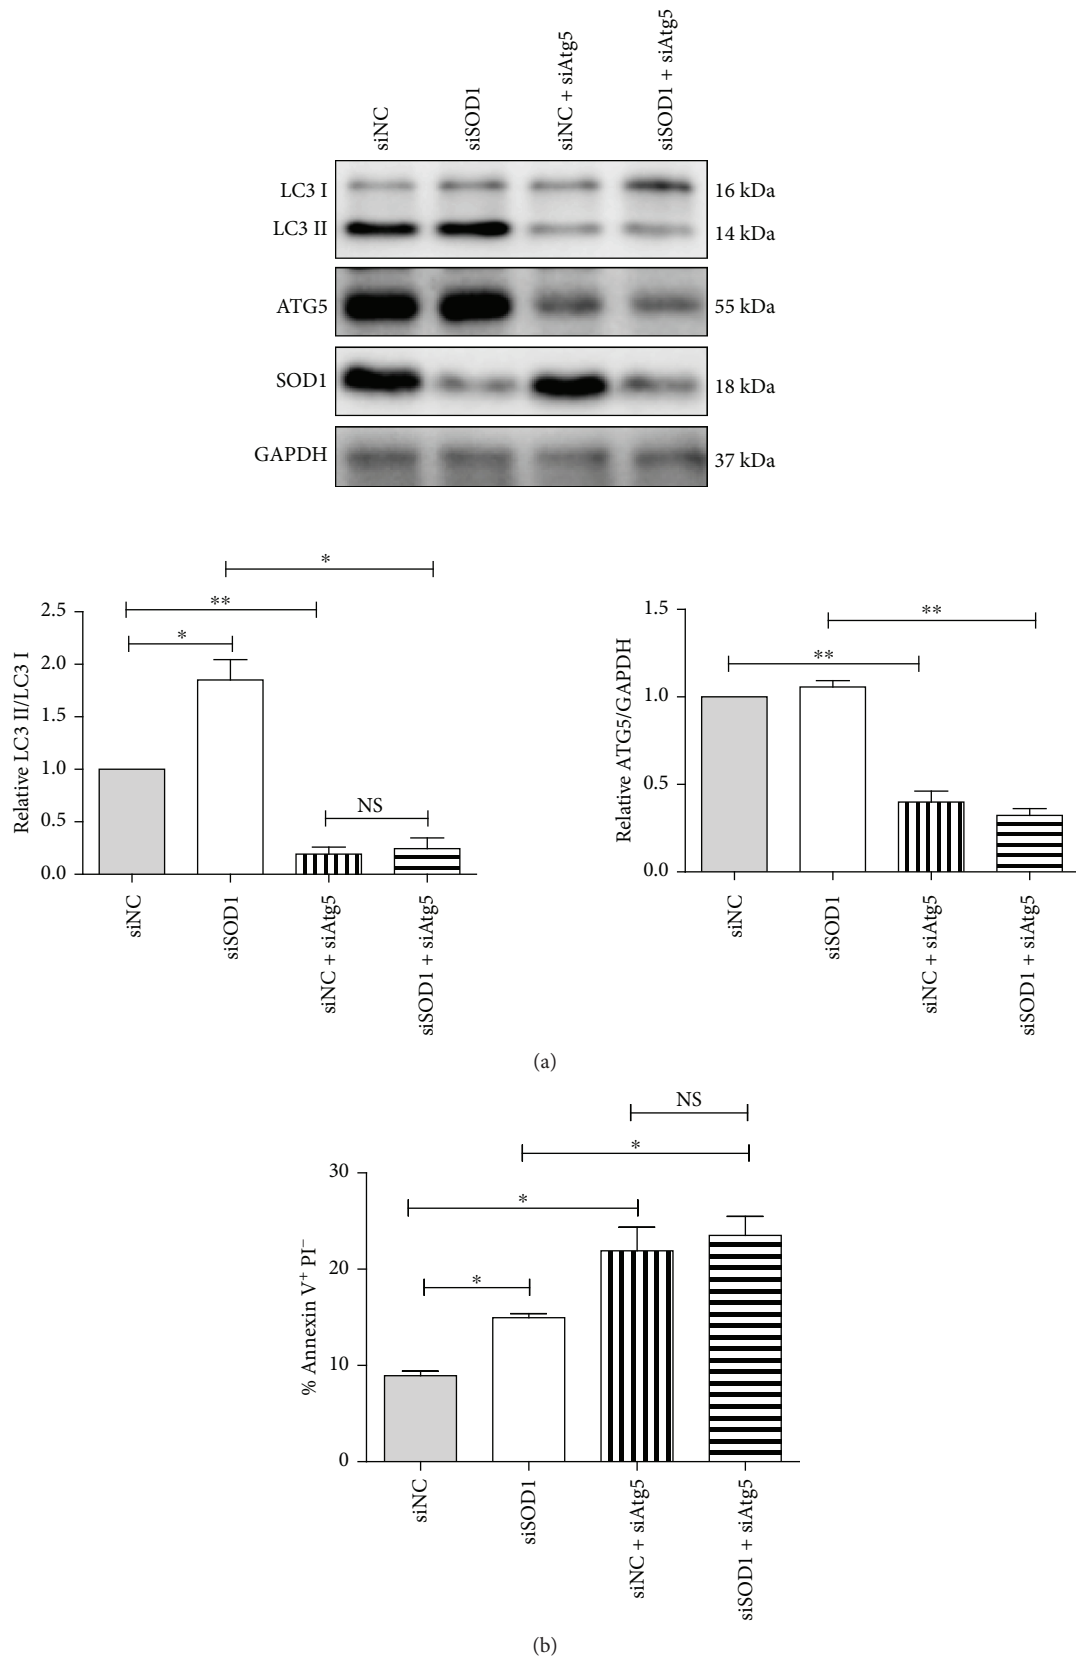 siNC
siSOD1
siNC + siAtg5
siSOD1 + siAtg5
LC3 I
16 kDa
LC3 II
14 kDa
ATG5
55 kDa
SOD1
18 kDa
GAPDH
37 kDa
*
**
*
NS
2.5
2.0
1.5
1.0
0.5
0.0
Relative LC3 II/LC3 I
siNC
siSOD1
siNC + siAtg5
siSOD1 + siAtg5
**
**
1.5
1.0
0.5
0.0
Relative ATG5/GAPDH
siNC
siSOD1
siNC + siAtg5
siSOD1 + siAtg5
(a)
NS
*
*
*
30
20
10
0
% Annexin V⁺ PI⁻
siNC
siSOD1
siNC + siAtg5
siSOD1 + siAtg5
(b)